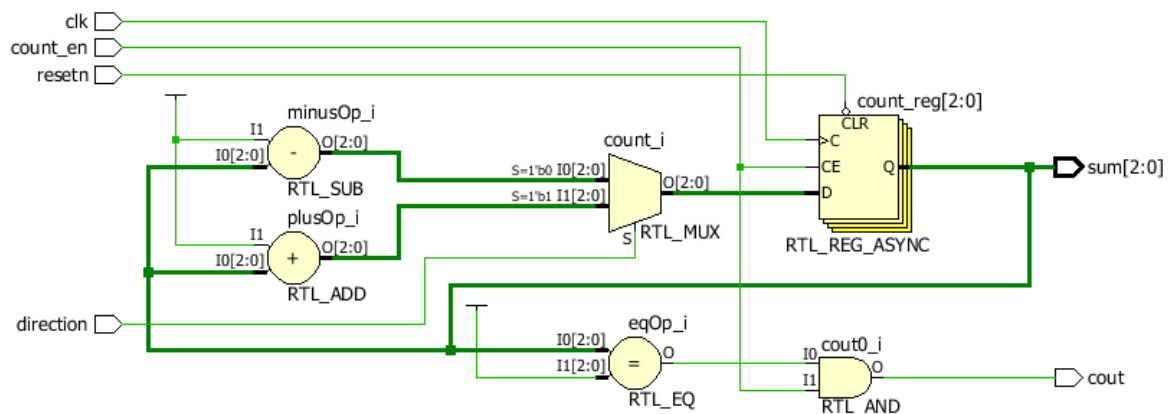 clk
count_en
resetn
count_reg[2:0]
minusOp_i
CLR
I1
O[2:0]
count_i
C
I0[2:0]
-
S=1'b0 I0[2:0]
CE
Q
sum[2:0]
RTL_SUB
O[2:0]
D
plusOp_i
S=1'b1 I1[2:0]
I1
O[2:0]
S
RTL_MUX
RTL_REG_ASYNC
I0[2:0]
+
RTL_ADD
direction
eqOp_i
I0[2:0]
O
I0
cout0_i
I1[2:0]
=
I1
O
cout
RTL_EQ
RTL_AND